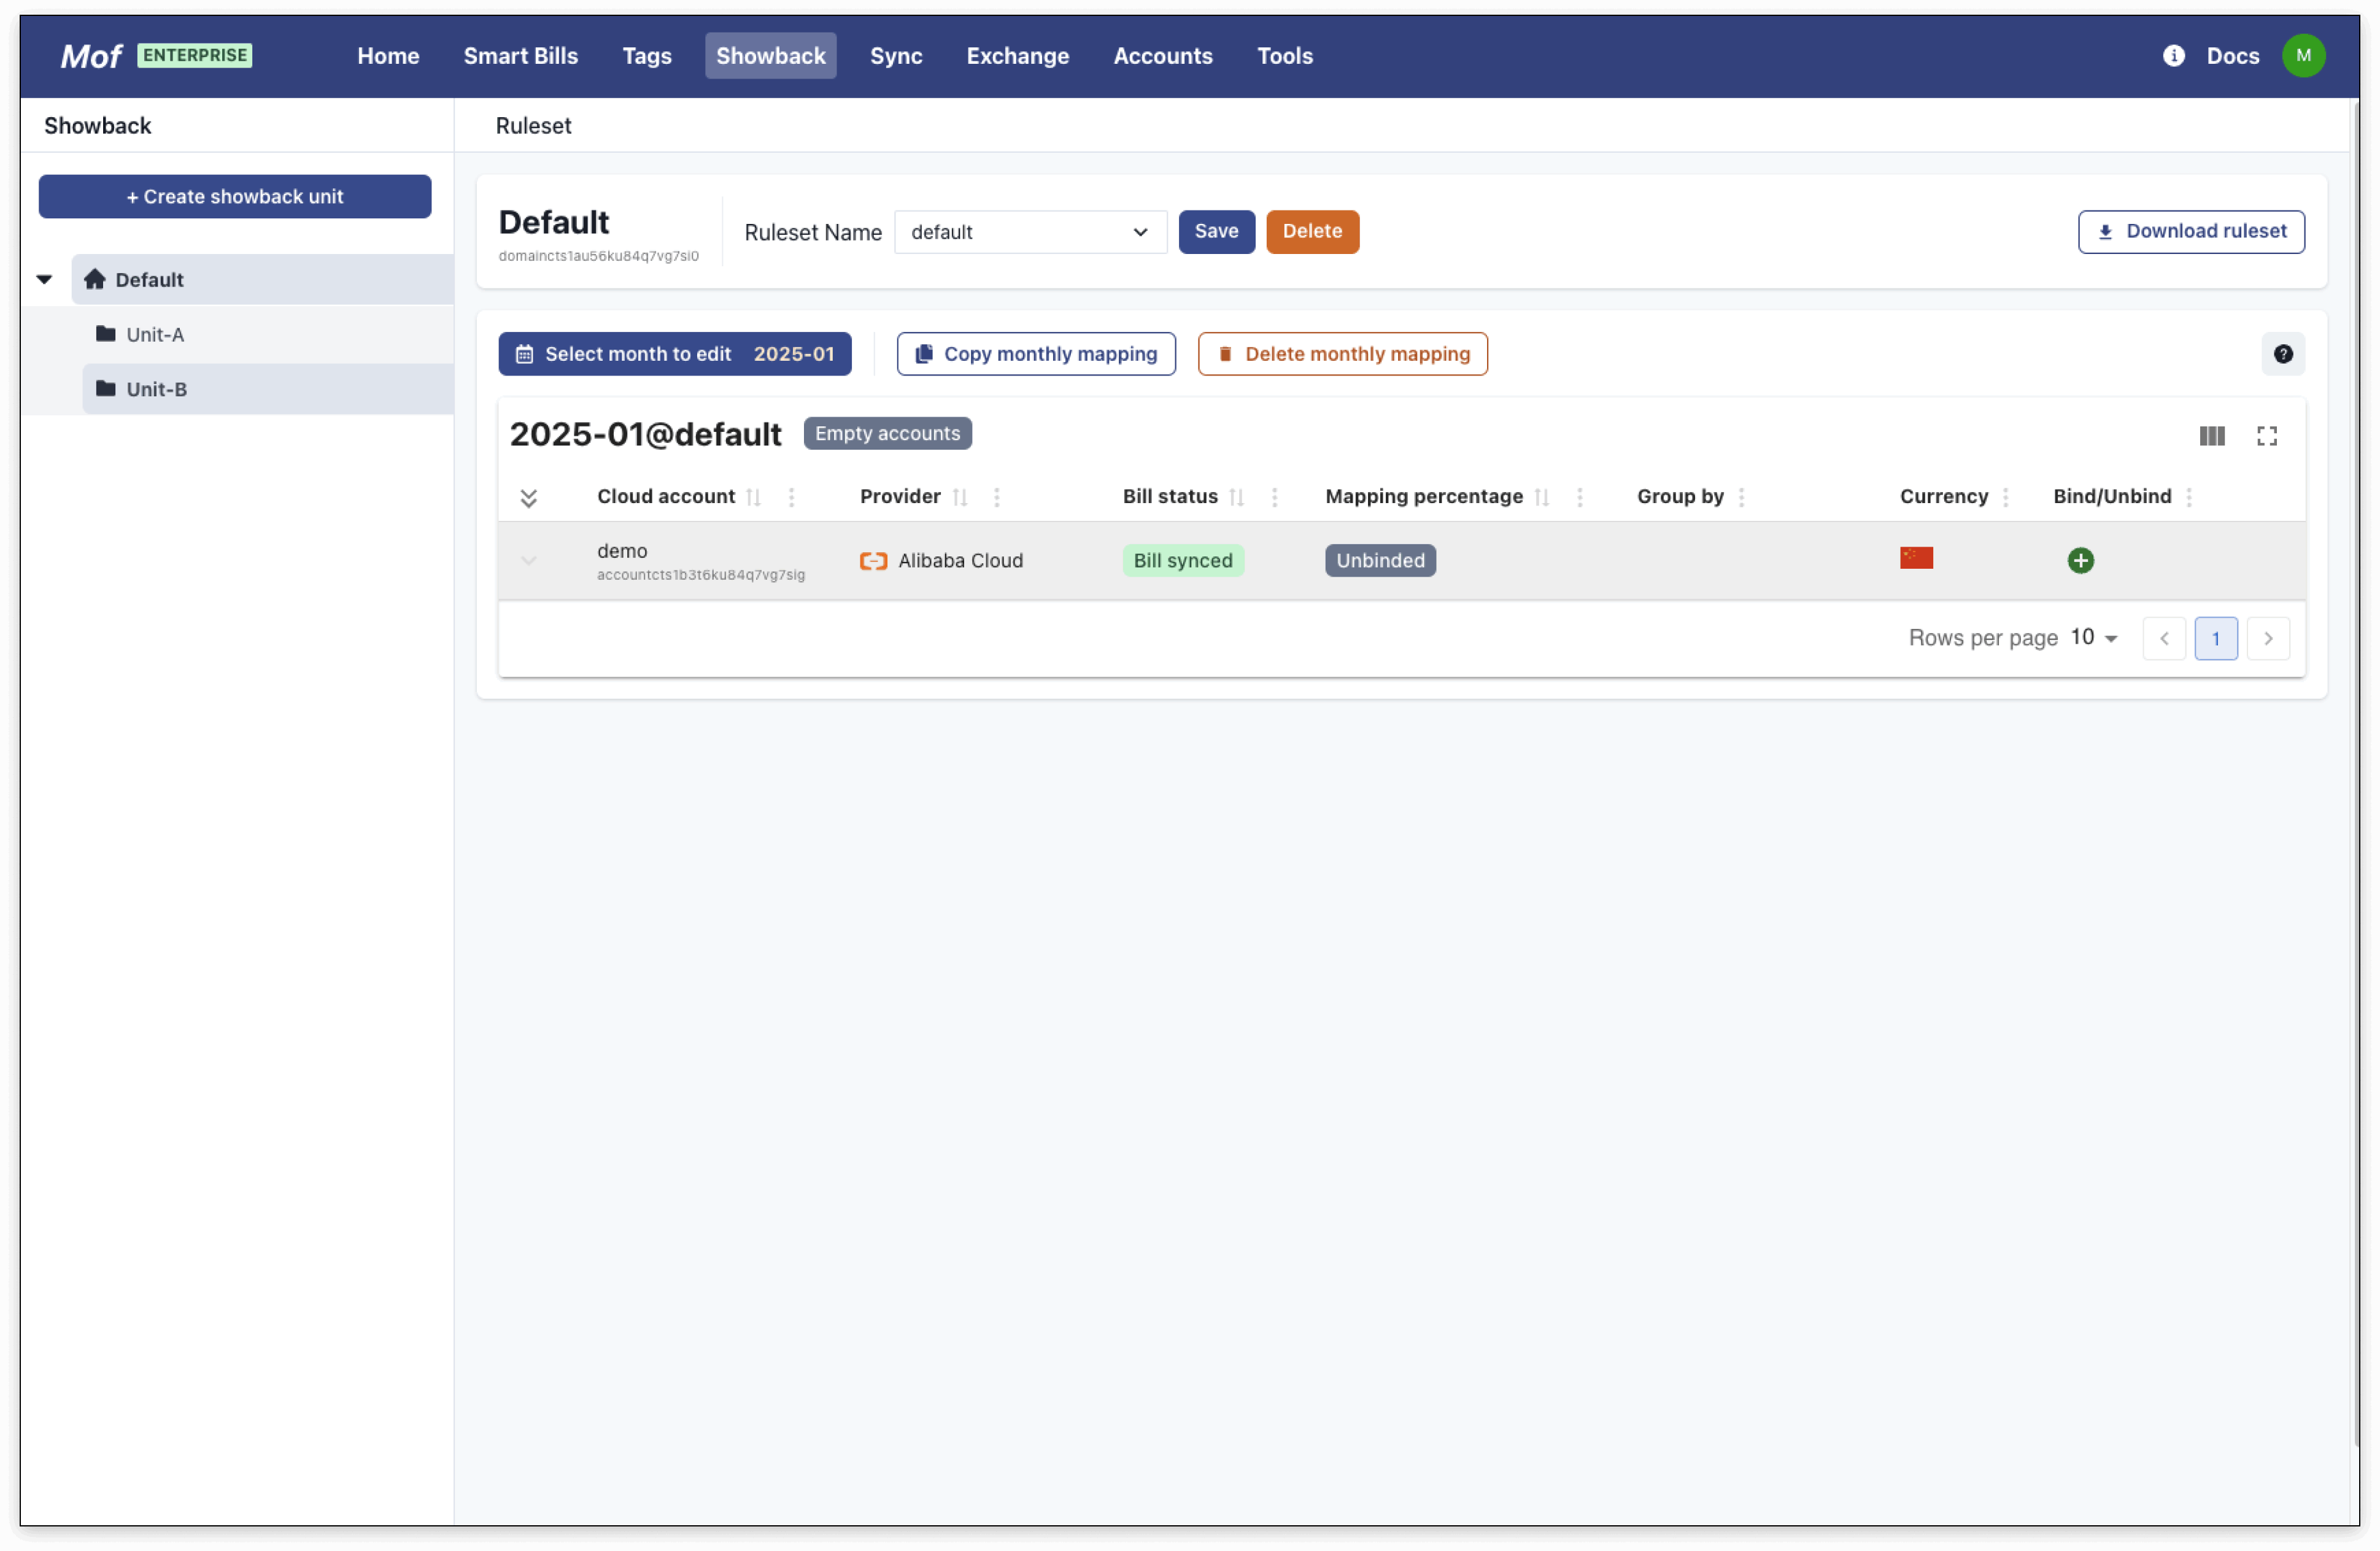 Mof ENTERPRISE Home Smart Bills Tags Showback Sync Exchange Accounts Tools Docs M
Showback
Ruleset
+ Create showback unit
Default
Unit-A
Unit-B
Default
domaincts1au56ku84q7vg7si0
Ruleset Name default Save Delete Download ruleset
Select month to edit 2025-01 Copy monthly mapping Delete monthly mapping
2025-01@default Empty accounts
Cloud account Provider Bill status Mapping percentage Group by Currency Bind/Unbind
demo
accountcts1b3t6ku84q7vg7sig
Alibaba Cloud Bill synced Unbinded
Rows per page 10 1